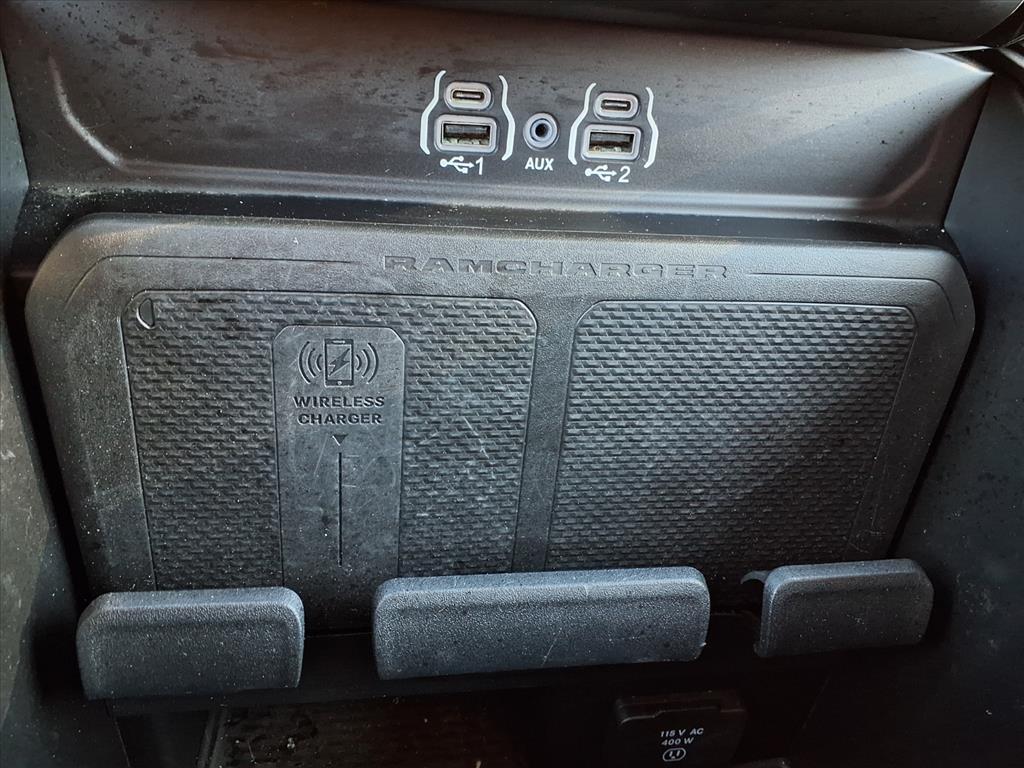 1
AUX
2
RAMCHARGER
WIRELESS
CHARGER
115 V AC
400 W